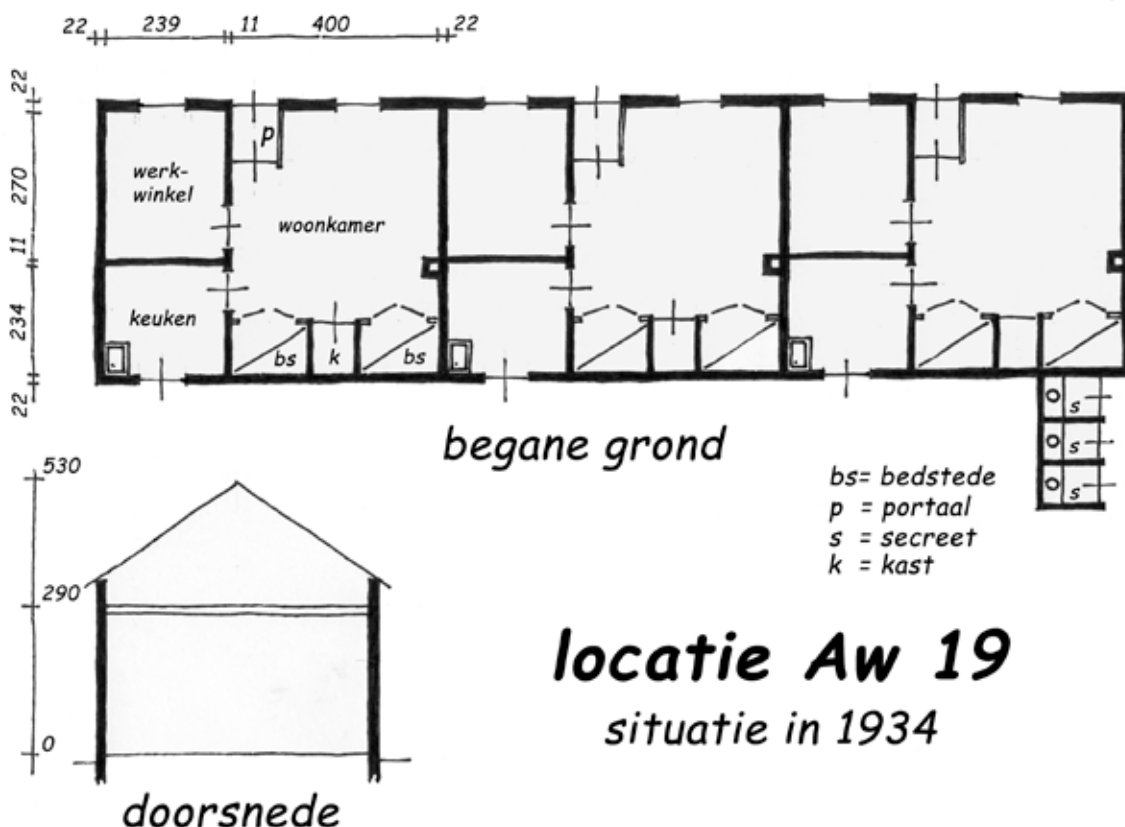 22 239 11 400 22
22
270
11
234
22
p
werk-
winkel
woonkamer
keuken
bs
k
bs
s
s
s
begane grond
bs= bedstede
p = portaal
s = secreet
k = kast
530
290
0
doorsnede
locatie Aw 19
situatie in 1934